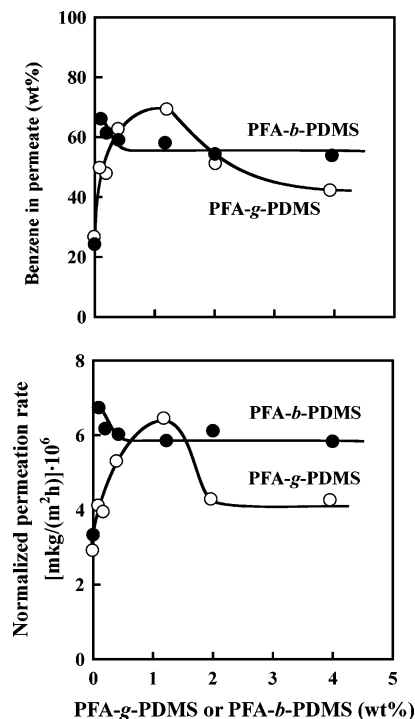 100
80
60
40
20
0
Benzene in permeate (wt%)
PFA-b-PDMS
PFA-g-PDMS
8
6
4
2
0
Normalized permeation rate
[mkg/(m²h)]·10⁶
PFA-b-PDMS
PFA-g-PDMS
0 1 2 3 4 5
PFA-g-PDMS or PFA-b-PDMS (wt%)